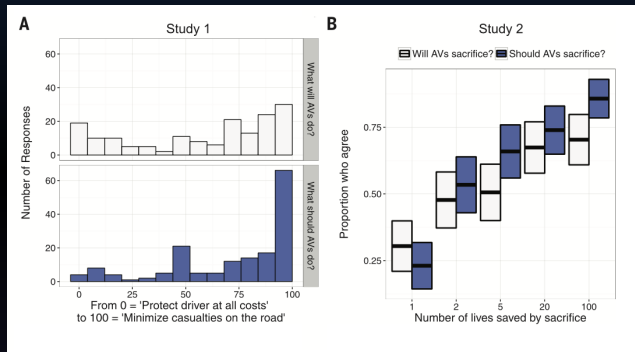 A
Study 1
60
40
20
0
What will AVs do?
Number of Responses
60
40
20
0
What should AVs do?
0 25 50 75 100
From 0 = 'Protect driver at all costs'
to 100 = 'Minimize casualties on the road'
B
Study 2
Will AVs sacrifice? Should AVs sacrifice?
Proportion who agree
0.75
0.50
0.25
1 2 5 20 100
Number of lives saved by sacrifice